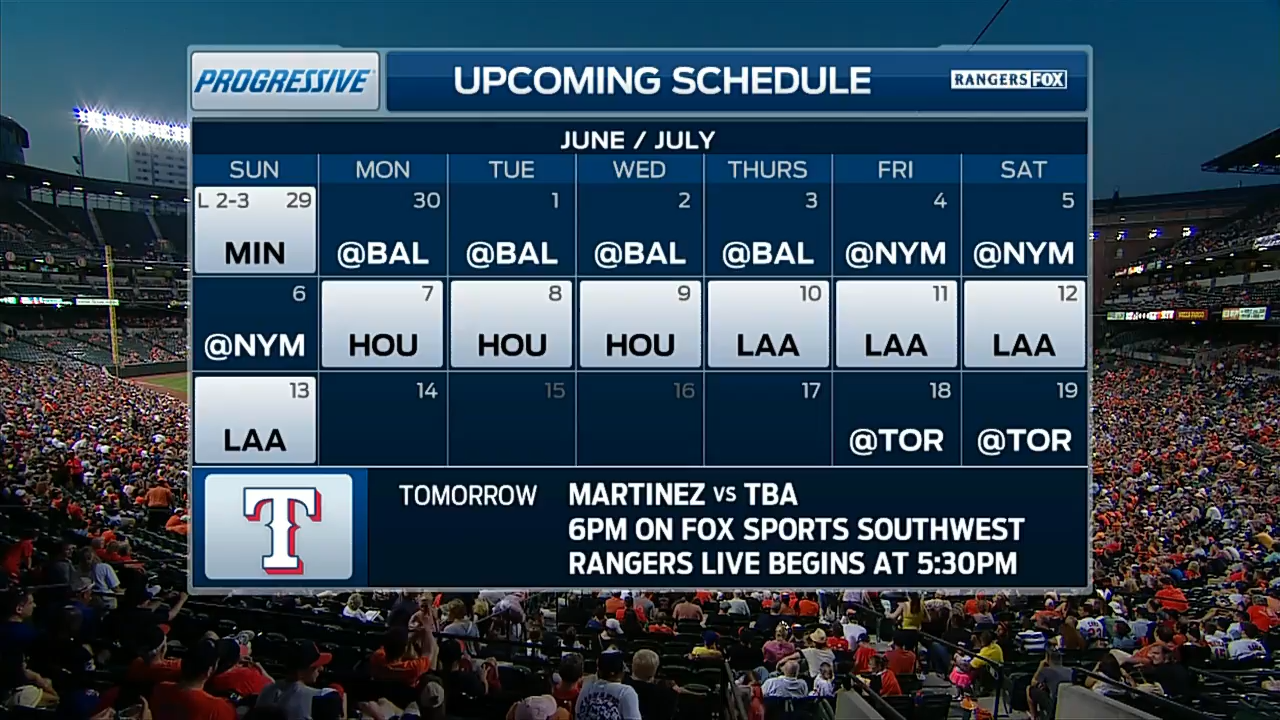 PROGRESSIVE
UPCOMING SCHEDULE
RANGERS FOX
JUNE / JULY
SUN MON TUE WED THURS FRI SAT
L 2-3 29 30 1 2 3 4 5
MIN @BAL @BAL @BAL @BAL @NYM @NYM
6 7 8 9 10 11 12
@NYM HOU HOU HOU LAA LAA LAA
13 14 15 16 17 18 19
LAA @TOR @TOR
T TOMORROW MARTINEZ VS TBA
6PM ON FOX SPORTS SOUTHWEST
RANGERS LIVE BEGINS AT 5:30PM